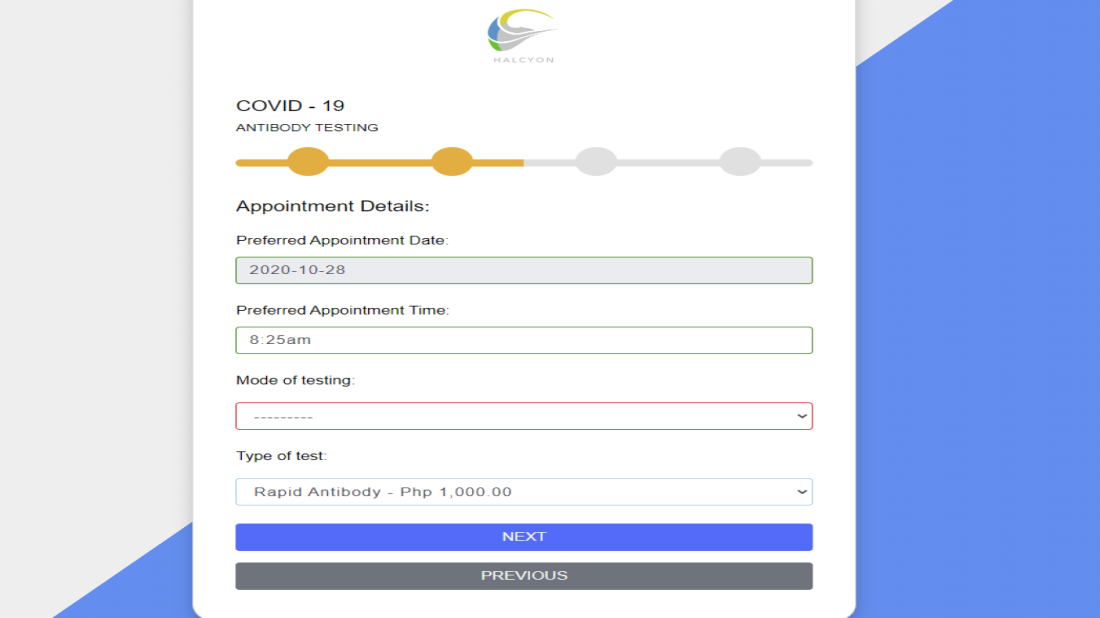 HALCYON
COVID - 19
ANTIBODY TESTING
Appointment Details:
Preferred Appointment Date:
2020-10-28
Preferred Appointment Time:
8:25am
Mode of testing:
---------
Type of test:
Rapid Antibody - Php 1,000.00
NEXT
PREVIOUS